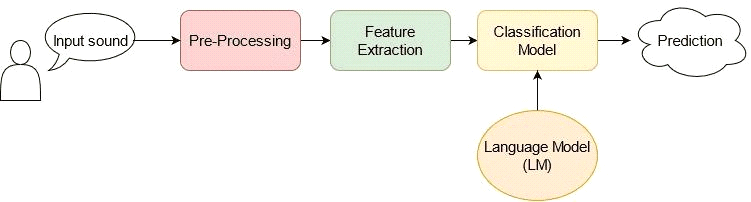 Input sound
Pre-Processing
Feature
Extraction
Classification
Model
Prediction
Language Model
(LM)